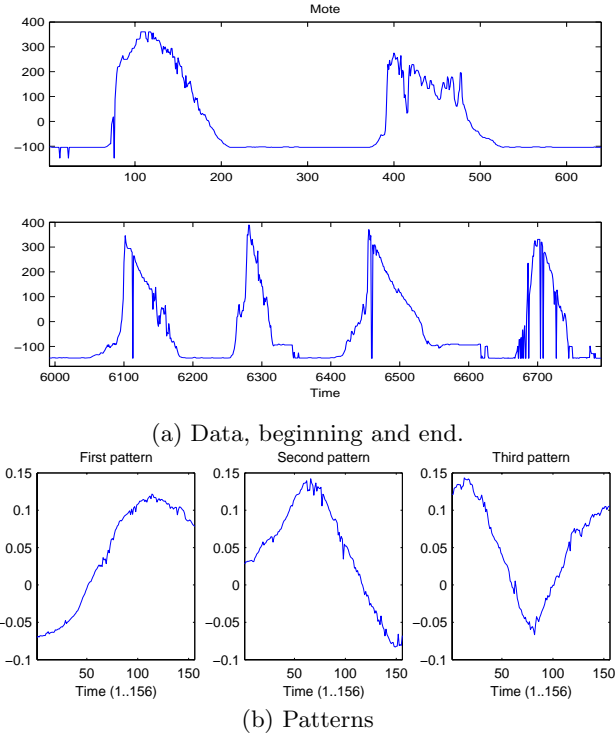 Mote
400
300
200
100
0
−100
100 200 300 400 500 600
400
300
200
100
0
−100
6000 6100 6200 6300 6400 6500 6600 6700
Time
(a) Data, beginning and end.
First pattern Second pattern Third pattern
0.15 0.15 0.15
0.1 0.1 0.1
0.05 0.05 0.05
0 0 0
−0.05 −0.05 −0.05
−0.1 −0.1 −0.1
50 100 150 50 100 150 50 100 150
Time (1..156) Time (1..156) Time (1..156)
(b) Patterns